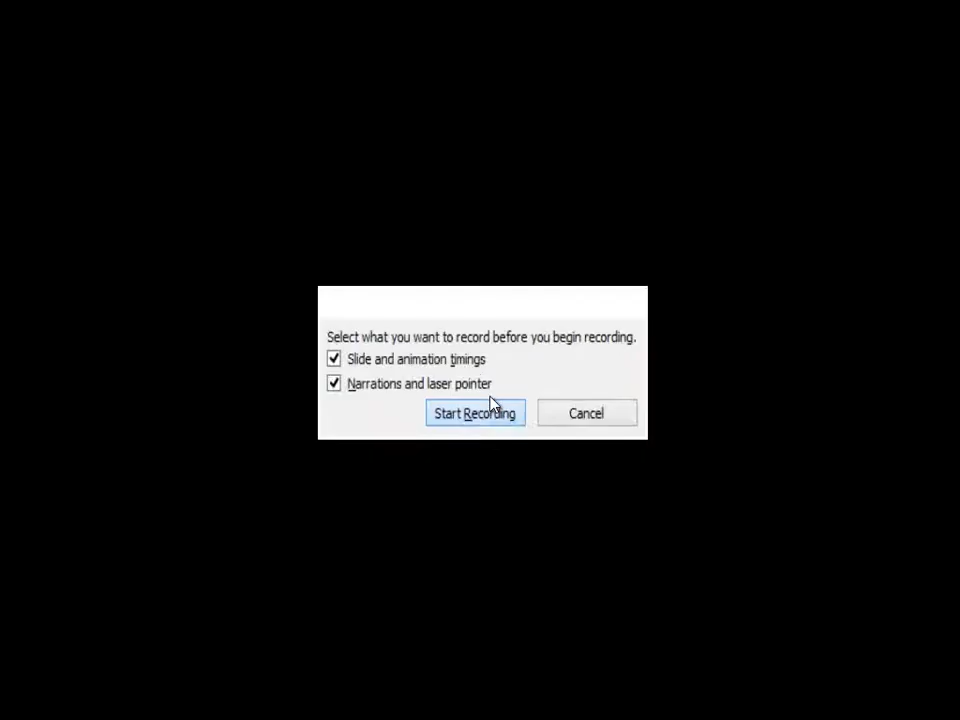 Select what you want to record before you begin recording.
Slide and animation timings
Narrations and laser pointer
Start Recording
Cancel